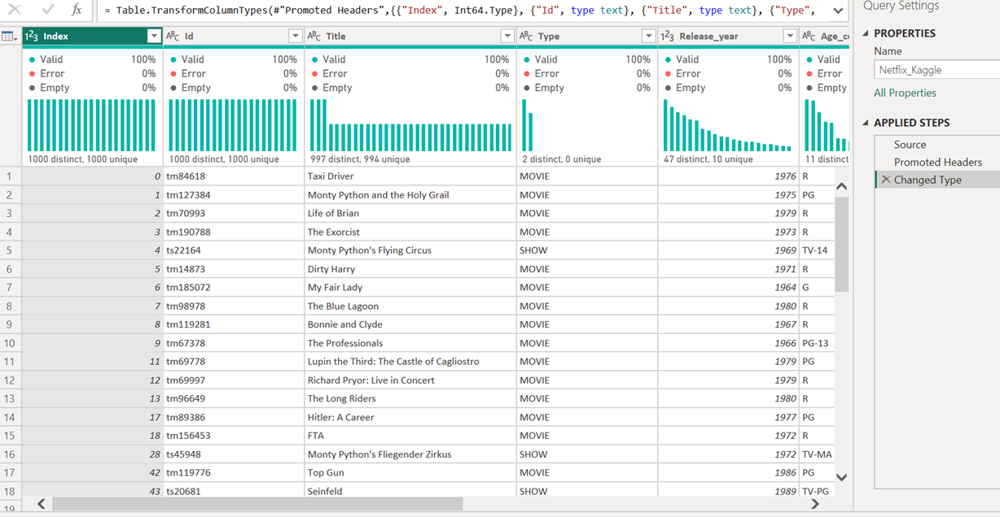 = Table.TransformColumnTypes(#"Promoted Headers",{{"Index", Int64.Type}, {"Id", type text}, {"Title", type text}, {"Type",
fx
Query Settings
PROPERTIES
Name
Netflix_Kaggle
All Properties
APPLIED STEPS
Source
Promoted Headers
Changed Type
123 Index ABC Id ABC Title ABC Type 123 Release_year ABC Age_c
Valid 100% Valid 100% Valid 100% Valid 100% Valid 100% Valid
Error 0% Error 0% Error 0% Error 0% Error 0% Error
Empty 0% Empty 0% Empty 0% Empty 0% Empty 0% Empty
1000 distinct, 1000 unique 1000 distinct, 1000 unique 997 distinct, 994 unique 2 distinct, 0 unique 47 distinct, 10 unique 11 distinct
1 0 tm84618 Taxi Driver MOVIE 1976 R
2 1 tm127384 Monty Python and the Holy Grail MOVIE 1975 PG
3 2 tm70993 Life of Brian MOVIE 1979 R
4 3 tm190788 The Exorcist MOVIE 1973 R
5 4 ts22164 Monty Python's Flying Circus SHOW 1969 TV-14
6 5 tm14873 Dirty Harry MOVIE 1971 R
7 6 tm185072 My Fair Lady MOVIE 1964 G
8 7 tm98978 The Blue Lagoon MOVIE 1980 R
9 8 tm119281 Bonnie and Clyde MOVIE 1967 R
10 9 tm67378 The Professionals MOVIE 1966 PG-13
11 11 tm69778 Lupin the Third: The Castle of Cagliostro MOVIE 1979 PG
12 12 tm69997 Richard Pryor: Live in Concert MOVIE 1979 R
13 13 tm96649 The Long Riders MOVIE 1980 R
14 17 tm89386 Hitler: A Career MOVIE 1977 PG
15 18 tm156453 FTA MOVIE 1972 R
16 28 ts45948 Monty Python's Fliegender Zirkus SHOW 1972 TV-MA
17 42 tm119776 Top Gun MOVIE 1986 PG
18 43 ts20681 Seinfeld SHOW 1989 TV-PG
19